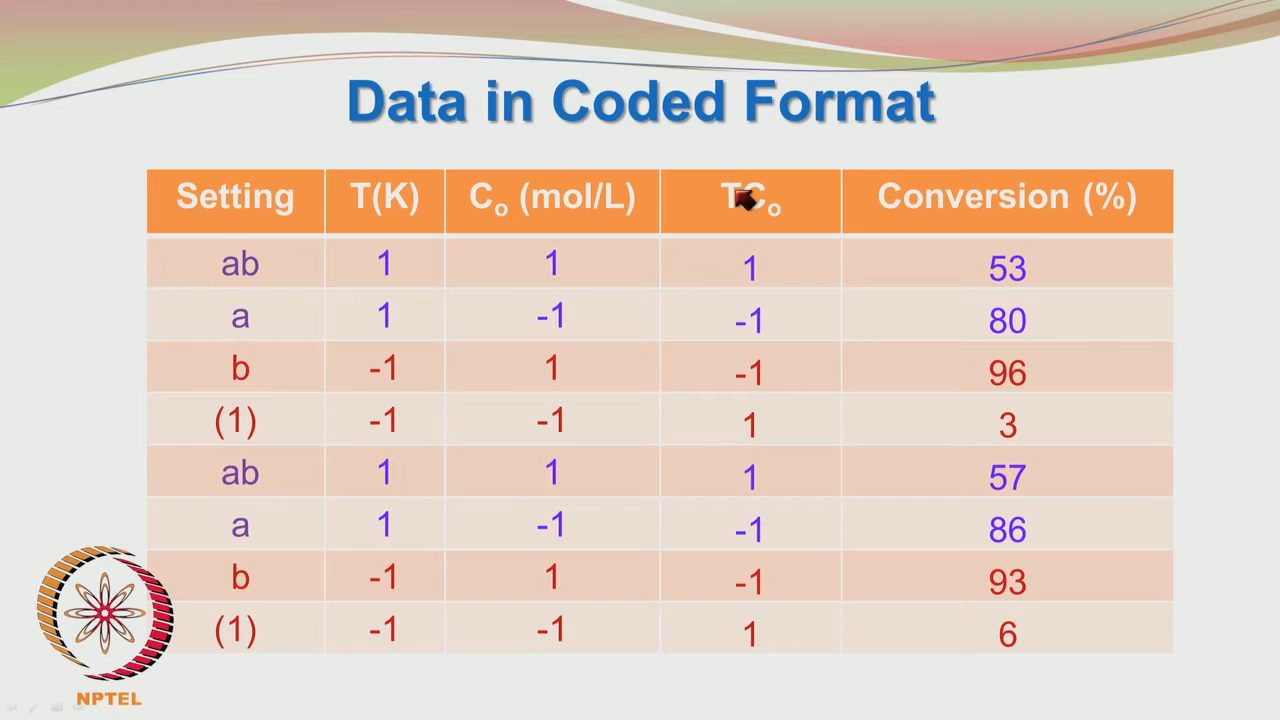 Data in Coded Format
Setting T(K) Co (mol/L) TCo Conversion (%)
ab 1 1 1 53
a 1 -1 -1 80
b -1 1 -1 96
(1) -1 -1 1 3
ab 1 1 1 57
a 1 -1 -1 86
b -1 1 -1 93
(1) -1 -1 1 6
NPTEL